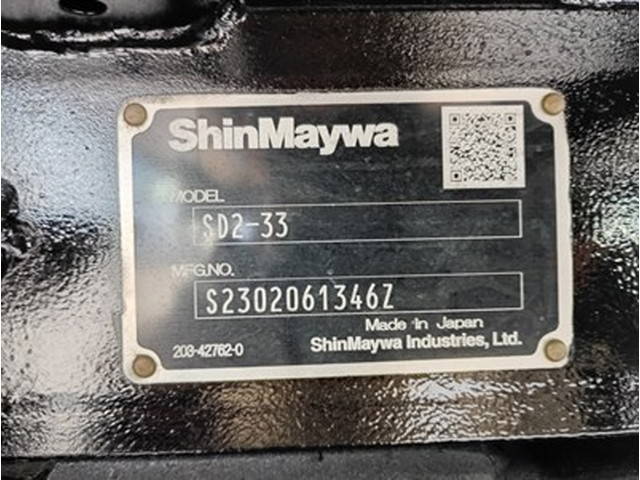 ShinMaywa
MODEL
SD2-33
MFG.NO.
S2302061346Z
Made in Japan
203-42762-0
ShinMaywa Industries, Ltd.